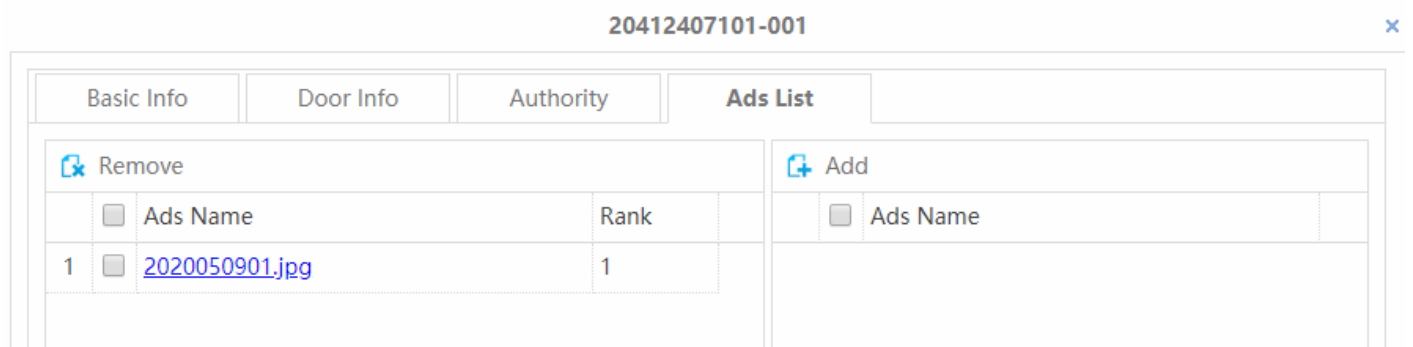 20412407101-001
Basic Info Door Info Authority Ads List
Remove Add
Ads Name Rank Ads Name
1 2020050901.jpg 1